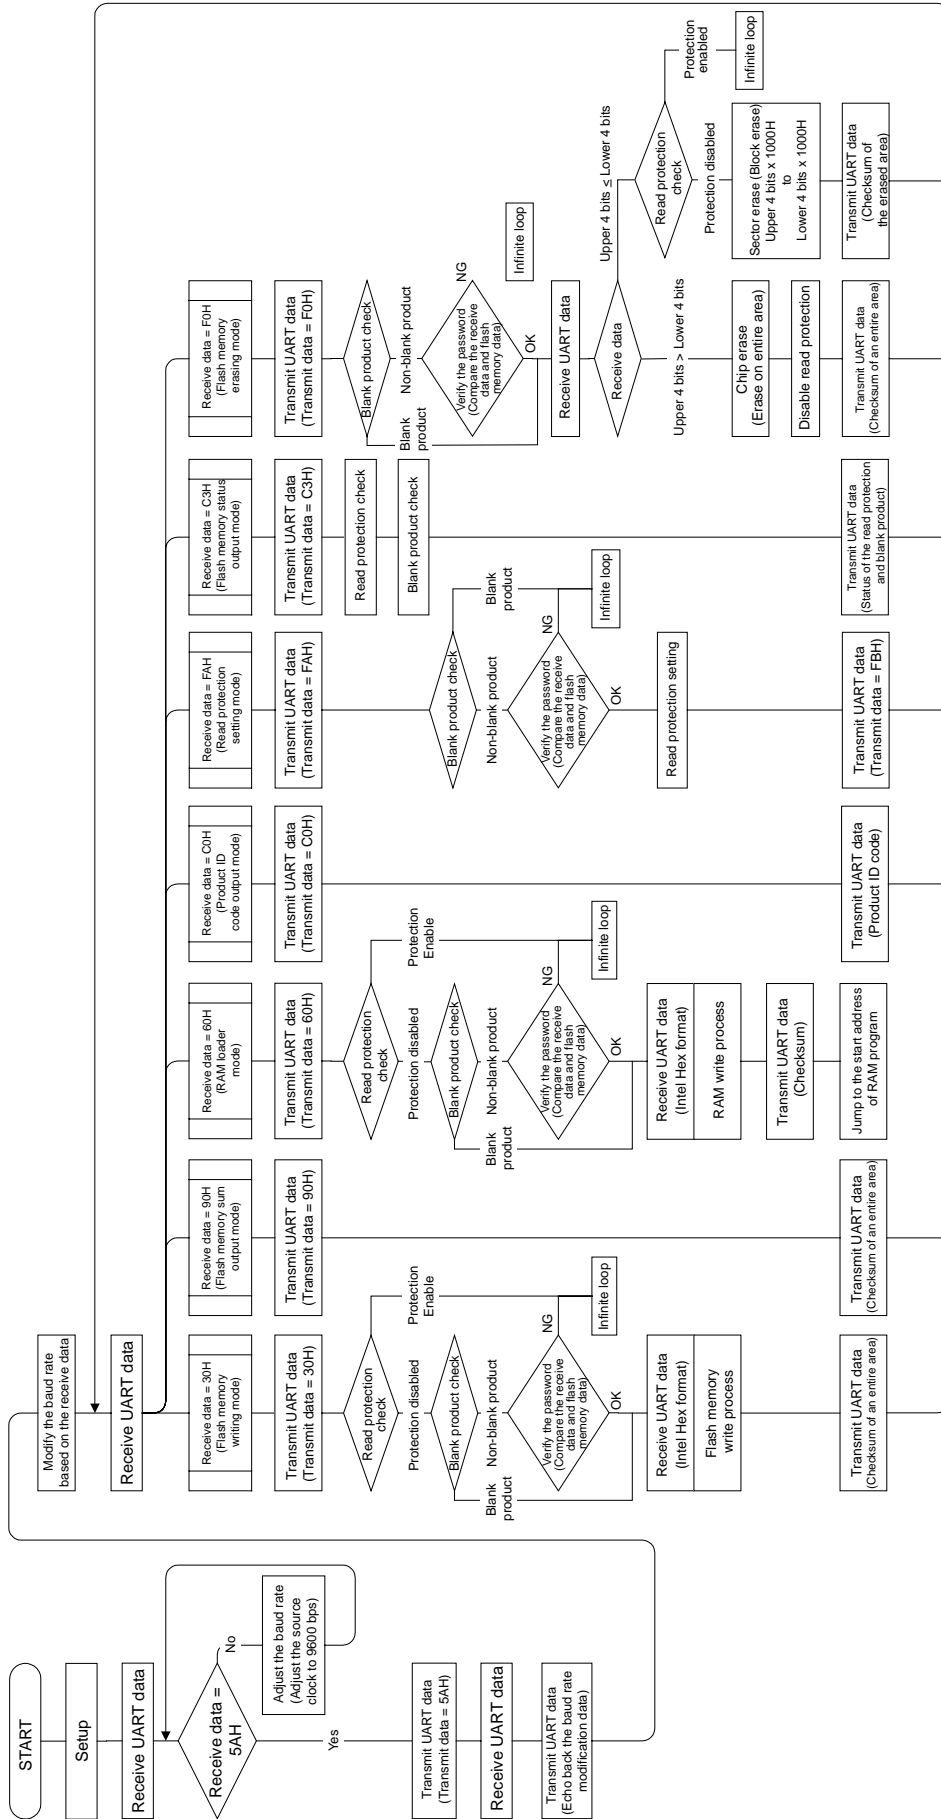 START
Setup
Receive UART data
Receive data =
5AH
No
Adjust the baud rate
(Adjust the source
clock to 9600 bps)
Yes
Transmit UART data
(Transmit data = 5AH)
Receive UART data
Transmit UART data
(Echo back the baud rate
modification data)
Modify the baud rate
based on the receive data
Receive UART data
Receive data = 30H
(Flash memory
writing mode)
Transmit UART data
(Transmit data = 30H)
Read protection
check
Protection
Enable
Protection disabled
Blank product check
Blank
product
Non-blank product
Verify the password
(Compare the receive
data and flash
memory data)
NG
Infinite loop
OK
Receive UART data
(Intel Hex format)
Flash memory
write process
Transmit UART data
(Checksum of an entire area)
Receive data = 90H
(Flash memory sum
output mode)
Transmit UART data
(Transmit data = 90H)
Transmit UART data
(Checksum of an entire area)
Receive data = 60H
(RAM loader
mode)
Transmit UART data
(Transmit data = 60H)
Read protection
check
Protection
Enable
Protection disabled
Blank product check
Blank
product
Non-blank product
Verify the password
(Compare the receive
data and flash
memory data)
NG
Infinite loop
OK
Receive UART data
(Intel Hex format)
RAM write process
Transmit UART data
(Checksum)
Jump to the start address
of RAM program
Receive data = C0H
(Product ID
code output mode)
Transmit UART data
(Transmit data = C0H)
Transmit UART data
(Product ID code)
Receive data = FAH
(Read protection
setting mode)
Transmit UART data
(Transmit data = FAH)
Blank product check
Blank
product
Non-blank product
Verify the password
(Compare the receive
data and flash
memory data)
NG
Infinite loop
OK
Read protection setting
Transmit UART data
(Transmit data = FBH)
Receive data = C3H
(Flash memory status
output mode)
Transmit UART data
(Transmit data = C3H)
Read protection check
Blank product check
Transmit UART data
(Status of the read protection
and blank product)
Receive data = F0H
(Flash memory
erasing mode)
Transmit UART data
(Transmit data = F0H)
Blank product check
Blank
product
Non-blank product
Verify the password
(Compare the receive
data and flash
memory data)
NG
Infinite loop
OK
Receive UART data
Receive data
Upper 4 bits > Lower 4 bits
Chip erase
(Erase on entire area)
Disable read protection
Transmit UART data
(Checksum of an entire area)
Upper 4 bits ≤ Lower 4 bits
Read protection
check
Protection
enabled
Infinite loop
Protection disabled
Sector erase (Block erase)
Upper 4 bits x 1000H
to
Lower 4 bits x 1000H
Transmit UART data
(Checksum of
the erased area)